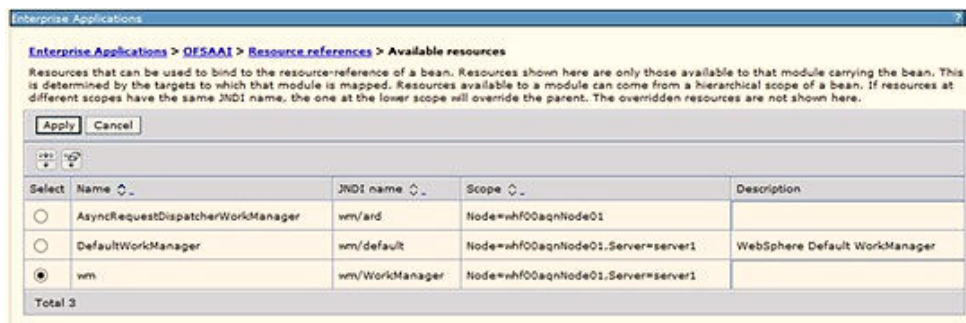 Enterprise Applications ?
Enterprise Applications > OFSAAI > Resource references > Available resources
Resources that can be used to bind to the resource-reference of a bean. Resources shown here are only those available to that module carrying the bean. This
is determined by the targets to which that module is mapped. Resources available to a module can come from a hierarchical scope of a bean. If resources at
different scopes have the same JNDI name, the one at the lower scope will override the parent. The overridden resources are not shown here.
Apply Cancel
Select Name JNDI name Scope Description
AsyncRequestDispatcherWorkManager wm/ard Node=whf00aqnNode01
DefaultWorkManager wm/default Node=whf00aqnNode01,Server=server1 WebSphere Default WorkManager
wm wm/WorkManager Node=whf00aqnNode01,Server=server1
Total 3